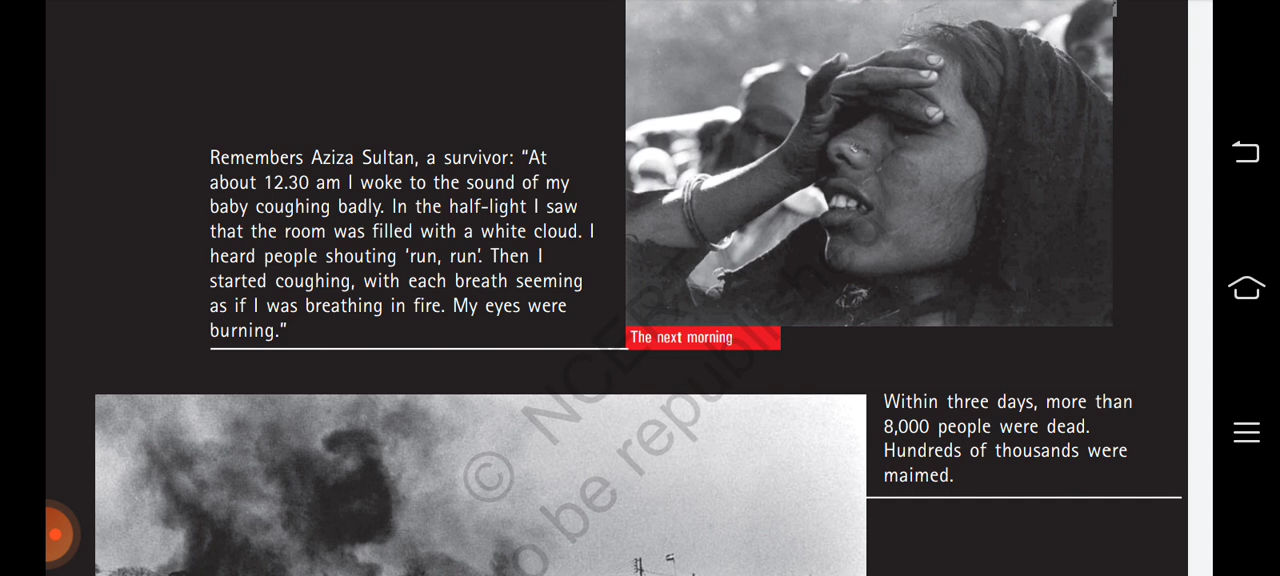 Remembers Aziza Sultan, a survivor: “At
about 12.30 am I woke to the sound of my
baby coughing badly. In the half-light I saw
that the room was filled with a white cloud. I
heard people shouting ‘run, run’. Then I
started coughing, with each breath seeming
as if I was breathing in fire. My eyes were
burning.”
The next morning
Within three days, more than
8,000 people were dead.
Hundreds of thousands were
maimed.
© NCER
o be republish